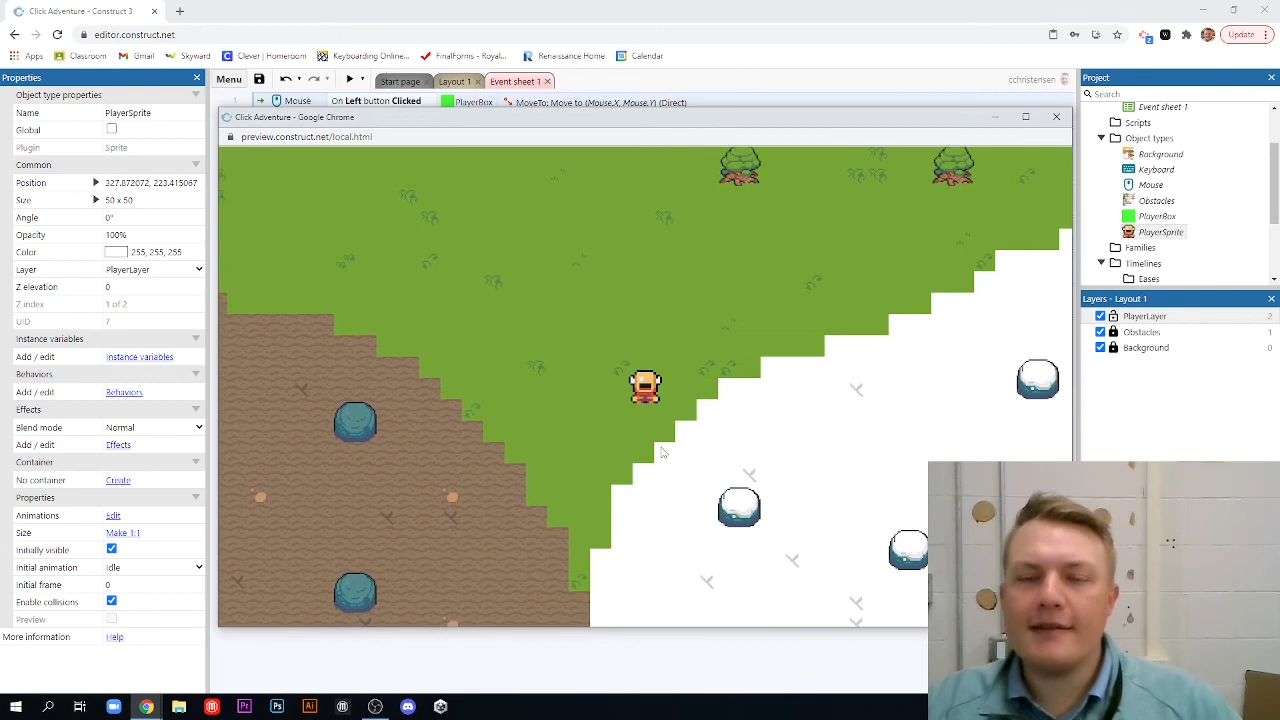 Click Adventure - Construct 3
editor.construct.net
Update
Apps
Classroom
Gmail
Skyward
Clever | Homeroom
Keyboarding Online...
FinalForms - Royal...
Renaissance Home
Calendar
Properties
Menu
Start page
Layout 1
Event sheet 1
cchristensen
Project
Object type properties
1
Mouse
On Left button Clicked
PlayerBox
MoveTo: Move to (Mouse.X, Mouse.Y) (Direct)
Search
Name
PlayerSprite
Global
Plugin
Sprite
Common
Position
327.872072, 223.415067
Size
50 x 50
Angle
0°
Opacity
100%
Color
255, 255, 255
Layer
PlayerLayer
Z elevation
0
Z index
1 of 2
UID
7
Instance variables
Add / edit
Instance variables
Behaviors
Add / edit
Behaviors
Effects
Blend mode
Normal
Add / edit
Effects
Container
No container
Create
Properties
Animations
Edit
Size
Make 1:1
Initially visible
Initial animation
Idle
Initial frame
0
Enable collisions
Preview
More information
Help
Click Adventure - Google Chrome
preview.construct.net/local.html
Event sheet 1
Scripts
Object types
Background
Keyboard
Mouse
Obstacles
PlayerBox
PlayerSprite
Families
Timelines
Eases
Layers - Layout 1
PlayerLayer
2
Obstacles
1
Background
0
Pr
Ps
Ai